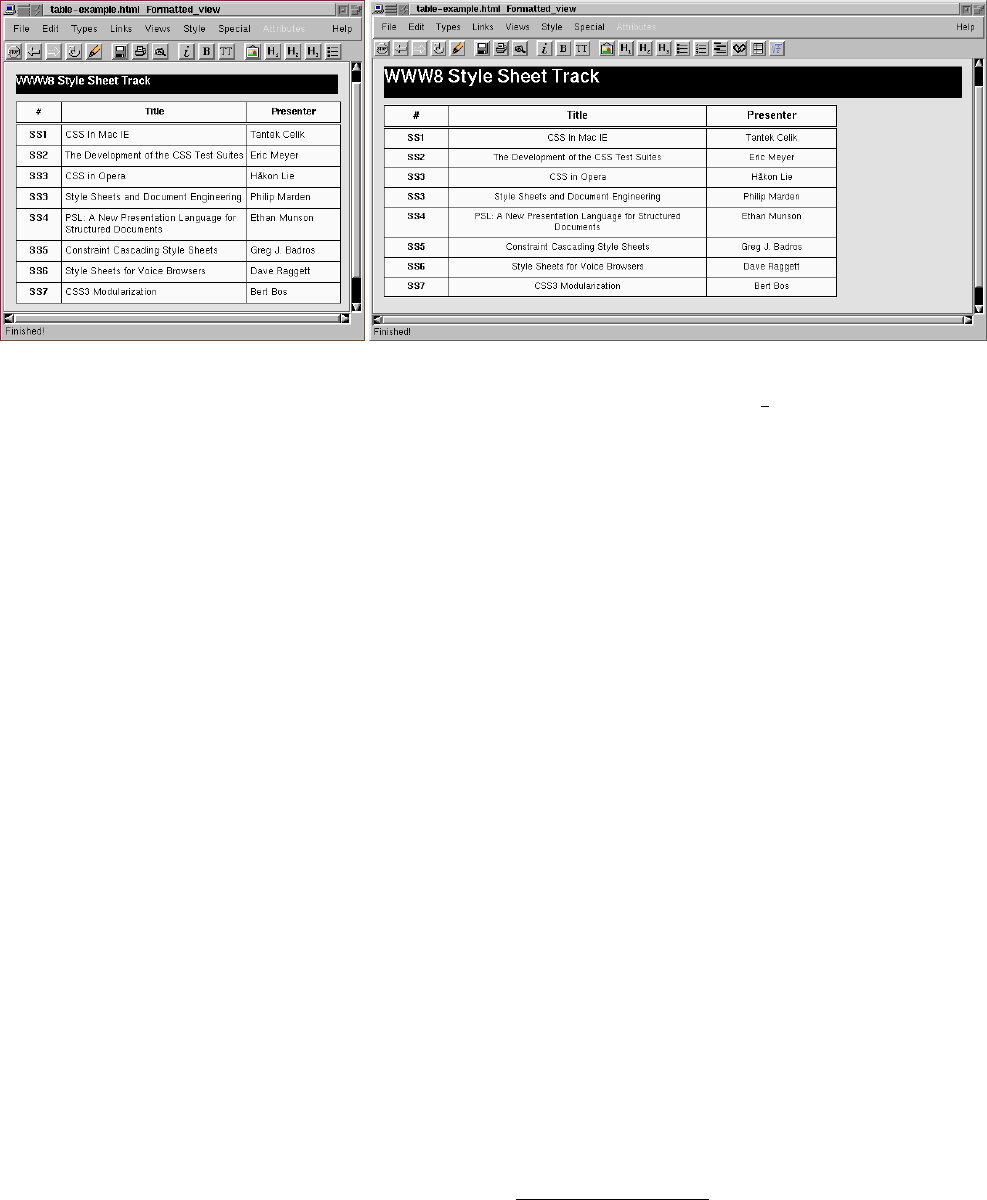 table-example.html Formatted_view
File Edit Types Links Views Style Special Attributes Help
i B TT H1 H2 H3
WWW8 Style Sheet Track
# Title Presenter
SS1 CSS in Mac IE Tantek Celik
SS2 The Development of the CSS Test Suites Eric Meyer
SS3 CSS in Opera Håkon Lie
SS3 Style Sheets and Document Engineering Philip Marden
SS4 PSL: A New Presentation Language for Ethan Munson
Structured Documents
SS5 Constraint Cascading Style Sheets Greg J. Badros
SS6 Style Sheets for Voice Browsers Dave Raggett
SS7 CSS3 Modularization Bert Bos
Finished!
table-example.html Formatted_view
File Edit Types Links Views Style Special Attributes Help
i B TT H1 H2 H3
WWW8 Style Sheet Track
# Title Presenter
SS1 CSS in Mac IE Tantek Celik
SS2 The Development of the CSS Test Suites Eric Meyer
SS3 CSS in Opera Håkon Lie
SS3 Style Sheets and Document Engineering Philip Marden
SS4 PSL: A New Presentation Language for Structured Ethan Munson
Documents
SS5 Constraint Cascading Style Sheets Greg J. Badros
SS6 Style Sheets for Voice Browsers Dave Raggett
SS7 CSS3 Modularization Bert Bos
Finished!